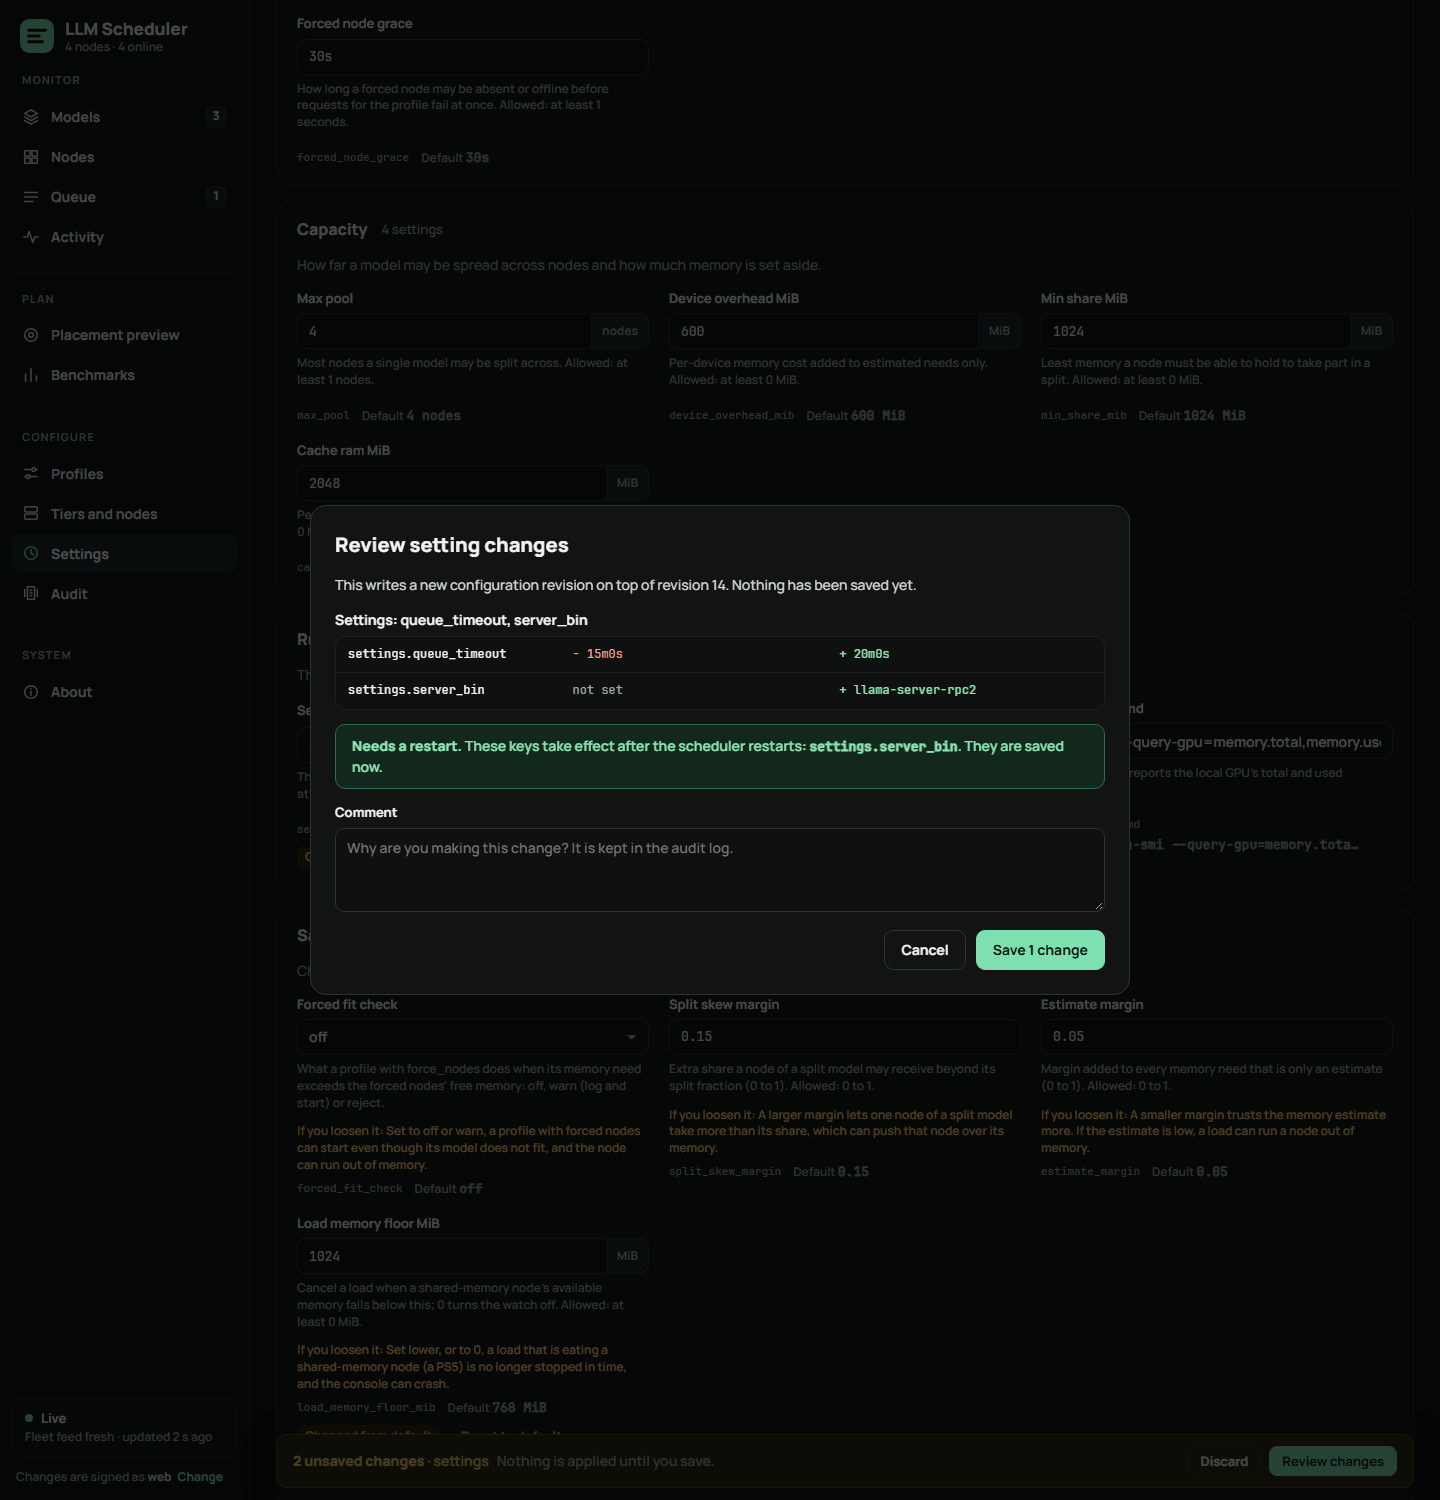 LLM Scheduler
4 nodes · 4 online
MONITOR
Models 3
Nodes
Queue 1
Activity
PLAN
Placement preview
Benchmarks
CONFIGURE
Profiles
Tiers and nodes
Settings
Audit
SYSTEM
About
Live
Fleet feed fresh · updated 2 s ago
Changes are signed as web Change
Forced node grace
30s
How long a forced node may be absent or offline before
requests for the profile fail at once. Allowed: at least 1
seconds.
forced_node_grace Default 30s
Capacity 4 settings
How far a model may be spread across nodes and how much memory is set aside.
Max pool
4 nodes
Most nodes a single model may be split across. Allowed: at
least 1 nodes.
max_pool Default 4 nodes
Device overhead MiB
600 MiB
Per-device memory cost added to estimated needs only.
Allowed: at least 0 MiB.
device_overhead_mib Default 600 MiB
Min share MiB
1024 MiB
Least memory a node must be able to hold to take part in a
split. Allowed: at least 0 MiB.
min_share_mib Default 1024 MiB
Cache ram MiB
2048 MiB
Review setting changes
This writes a new configuration revision on top of revision 14. Nothing has been saved yet.
Settings: queue_timeout, server_bin
settings.queue_timeout - 15m0s + 20m0s
settings.server_bin not set + llama-server-rpc2
Needs a restart. These keys take effect after the scheduler restarts: settings.server_bin. They are saved
now.
Comment
Why are you making this change? It is kept in the audit log.
Cancel
Save 1 change
-query-gpu=memory.total,memory.us
reports the local GPU's total and used
-smi --query-gpu=memory.tota…
Forced fit check
off
What a profile with force_nodes does when its memory need
exceeds the forced nodes' free memory: off, warn (log and
start) or reject.
If you loosen it: Set to off or warn, a profile with forced nodes
can start even though its model does not fit, and the node
can run out of memory.
forced_fit_check Default off
Split skew margin
0.15
Extra share a node of a split model may receive beyond its
split fraction (0 to 1). Allowed: 0 to 1.
If you loosen it: A larger margin lets one node of a split model
take more than its share, which can push that node over its
memory.
split_skew_margin Default 0.15
Estimate margin
0.05
Margin added to every memory need that is only an estimate
(0 to 1). Allowed: 0 to 1.
If you loosen it: A smaller margin trusts the memory estimate
more. If the estimate is low, a load can run a node out of
memory.
estimate_margin Default 0.05
Load memory floor MiB
1024 MiB
Cancel a load when a shared-memory node's available
memory falls below this; 0 turns the watch off. Allowed: at
least 0 MiB.
If you loosen it: Set lower, or to 0, a load that is eating a
shared-memory node (a PS5) is no longer stopped in time,
and the console can crash.
load_memory_floor_mib Default 768 MiB
2 unsaved changes · settings Nothing is applied until you save.
Discard
Review changes